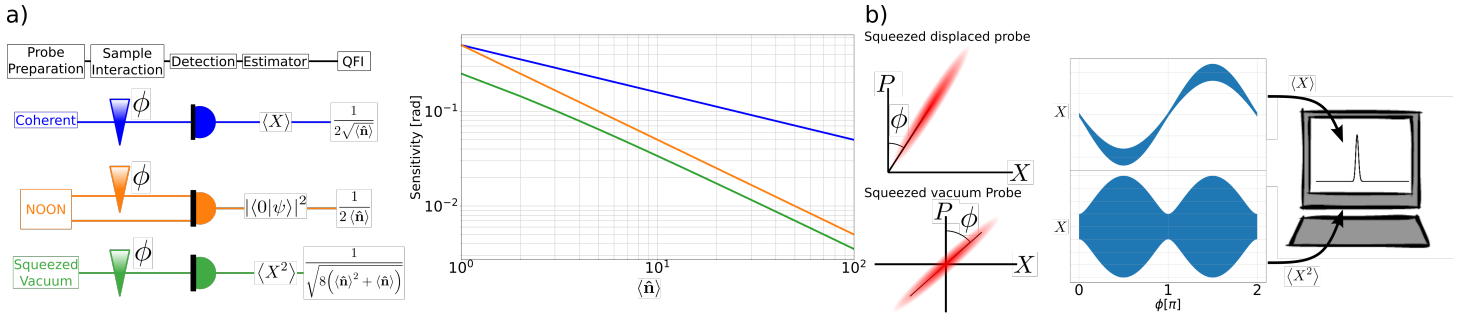 a)
Probe
Preparation
Sample
Interaction
Detection
Estimator
QFI
Coherent
ϕ
⟨X⟩
1
2√⟨n̂⟩
NOON
ϕ
|⟨0|ψ⟩|²
1
2 ⟨n̂⟩
Squeezed
Vacuum
ϕ
⟨X²⟩
1
√8(⟨n̂⟩² + ⟨n̂⟩)
Sensitivity [rad]
10⁻¹
10⁻²
10⁰
10¹
10²
⟨n̂⟩
b)
Squeezed displaced probe
P
ϕ
X
Squeezed vacuum Probe
P
ϕ
X
X
X
0
1
2
ϕ[π]
⟨X⟩
⟨X²⟩